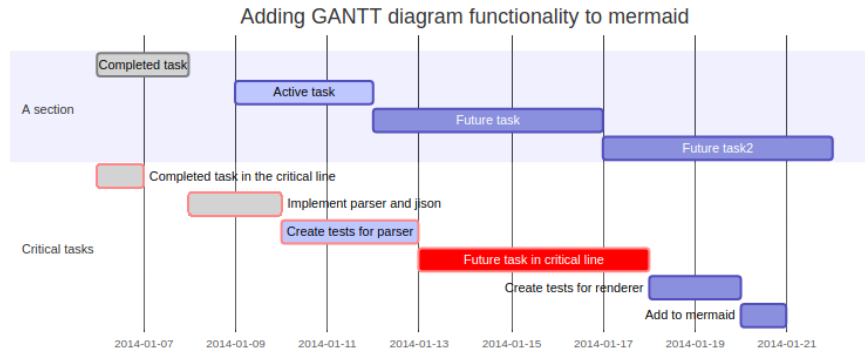 Adding GANTT diagram functionality to mermaid
Completed task
Active task
A section
Future task
Future task2
Completed task in the critical line
Implement parser and jison
Create tests for parser
Critical tasks
Future task in critical line
Create tests for renderer
Add to mermaid
2014-01-07 2014-01-09 2014-01-11 2014-01-13 2014-01-15 2014-01-17 2014-01-19 2014-01-21